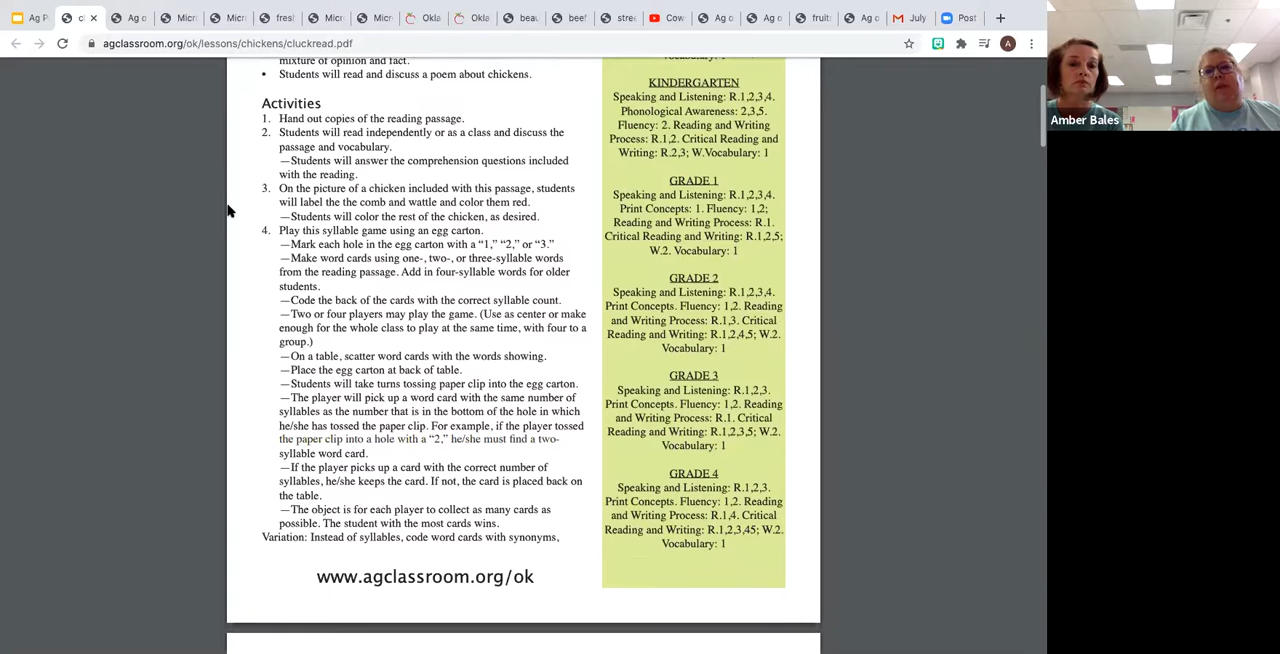 Ag P
cl
Ag o
Micr
Micr
fresh
Micr
Micr
Okla
Okla
beau
beef
stree
Cow
Ag o
Ag o
fruit
Ag o
July
Post
agclassroom.org/ok/lessons/chickens/cluckread.pdf
A
mixture of opinion and fact.
• Students will read and discuss a poem about chickens.
Activities
1. Hand out copies of the reading passage.
2. Students will read independently or as a class and discuss the
passage and vocabulary.
—Students will answer the comprehension questions included
with the reading.
3. On the picture of a chicken included with this passage, students
will label the the comb and wattle and color them red.
—Students will color the rest of the chicken, as desired.
4. Play this syllable game using an egg carton.
—Mark each hole in the egg carton with a “1,” “2,” or “3.”
—Make word cards using one-, two-, or three-syllable words
from the reading passage. Add in four-syllable words for older
students.
—Code the back of the cards with the correct syllable count.
—Two or four players may play the game. (Use as center or make
enough for the whole class to play at the same time, with four to a
group.)
—On a table, scatter word cards with the words showing.
—Place the egg carton at back of table.
—Students will take turns tossing paper clip into the egg carton.
—The player will pick up a word card with the same number of
syllables as the number that is in the bottom of the hole in which
he/she has tossed the paper clip. For example, if the player tossed
the paper clip into a hole with a “2,” he/she must find a two-
syllable word card.
—If the player picks up a card with the correct number of
syllables, he/she keeps the card. If not, the card is placed back on
the table.
—The object is for each player to collect as many cards as
possible. The student with the most cards wins.
Variation: Instead of syllables, code word cards with synonyms,
www.agclassroom.org/ok
Vocabulary: 1
KINDERGARTEN
Speaking and Listening: R.1,2,3,4.
Phonological Awareness: 2,3,5.
Fluency: 2. Reading and Writing
Process: R.1,2. Critical Reading and
Writing: R.2,3; W.Vocabulary: 1
GRADE 1
Speaking and Listening: R.1,2,3,4.
Print Concepts: 1. Fluency: 1,2;
Reading and Writing Process: R.1.
Critical Reading and Writing: R.1,2,5;
W.2. Vocabulary: 1
GRADE 2
Speaking and Listening: R.1,2,3,4.
Print Concepts. Fluency: 1,2. Reading
and Writing Process: R.1,3. Critical
Reading and Writing: R.1,2,4,5; W.2.
Vocabulary: 1
GRADE 3
Speaking and Listening: R.1,2,3.
Print Concepts. Fluency: 1,2. Reading
and Writing Process: R.1. Critical
Reading and Writing: R.1,2,3,5; W.2.
Vocabulary: 1
GRADE 4
Speaking and Listening: R.1,2,3.
Print Concepts. Fluency: 1,2. Reading
and Writing Process: R.1,4. Critical
Reading and Writing: R.1,2,3,45; W.2.
Vocabulary: 1
Amber Bales